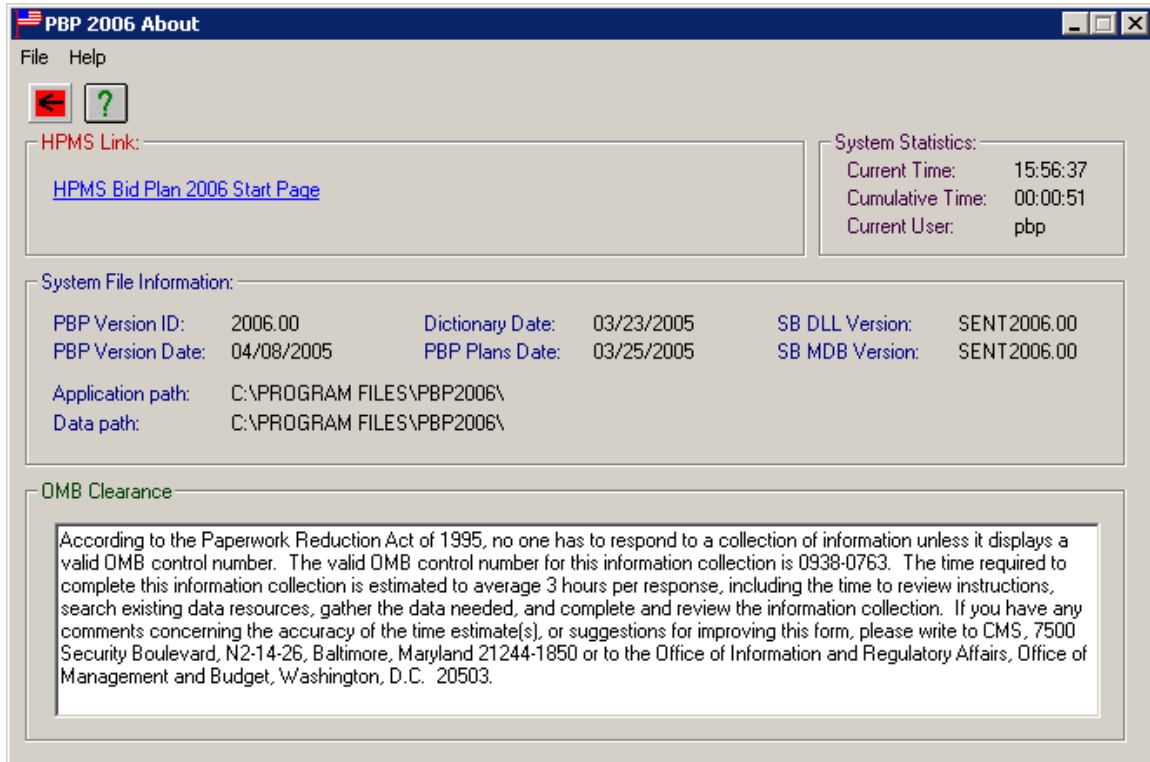 PBP 2006 About
File Help
?
HPMS Link:
HPMS Bid Plan 2006 Start Page
System Statistics:
Current Time: 15:56:37
Cumulative Time: 00:00:51
Current User: pbp
System File Information:
PBP Version ID: 2006.00 Dictionary Date: 03/23/2005 SB DLL Version: SENT2006.00
PBP Version Date: 04/08/2005 PBP Plans Date: 03/25/2005 SB MDB Version: SENT2006.00
Application path: C:\PROGRAM FILES\PBP2006\
Data path: C:\PROGRAM FILES\PBP2006\
OMB Clearance
According to the Paperwork Reduction Act of 1995, no one has to respond to a collection of information unless it displays a
valid OMB control number. The valid OMB control number for this information collection is 0938-0763. The time required to
complete this information collection is estimated to average 3 hours per response, including the time to review instructions,
search existing data resources, gather the data needed, and complete and review the information collection. If you have any
comments concerning the accuracy of the time estimate(s), or suggestions for improving this form, please write to CMS, 7500
Security Boulevard, N2-14-26, Baltimore, Maryland 21244-1850 or to the Office of Information and Regulatory Affairs, Office of
Management and Budget, Washington, D.C. 20503.